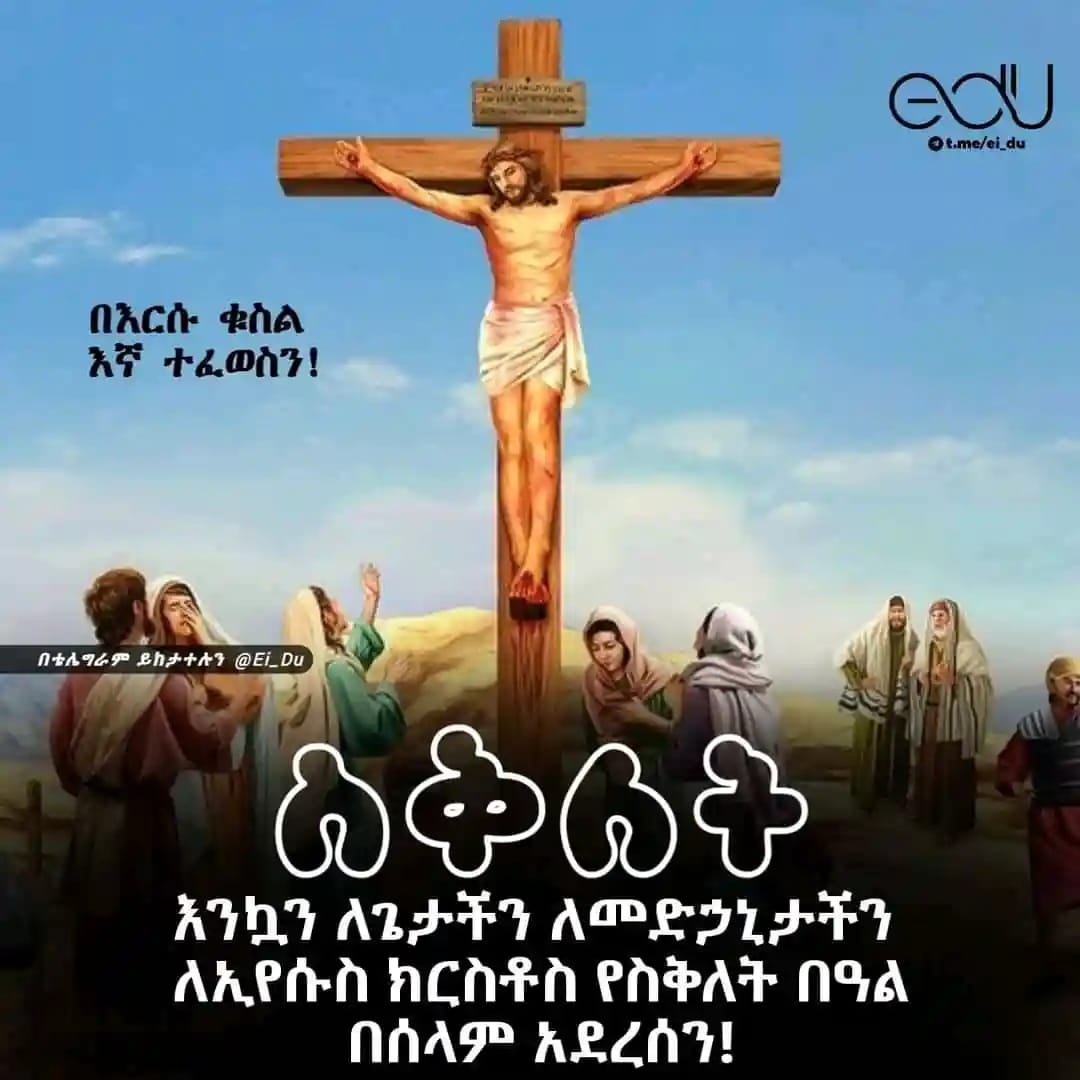 edu
t.me/ei_du
በእርሱ ቁስል
እኛ ተፈወስን!
በቴሌግራም ይከታተሉን @Ei_Du
ስቅለት
እንኳን ለጌታችን ለመድኃኒታችን
ለኢየሱስ ክርስቶስ የስቅለት በዓል
በሰላም አደረሰን!